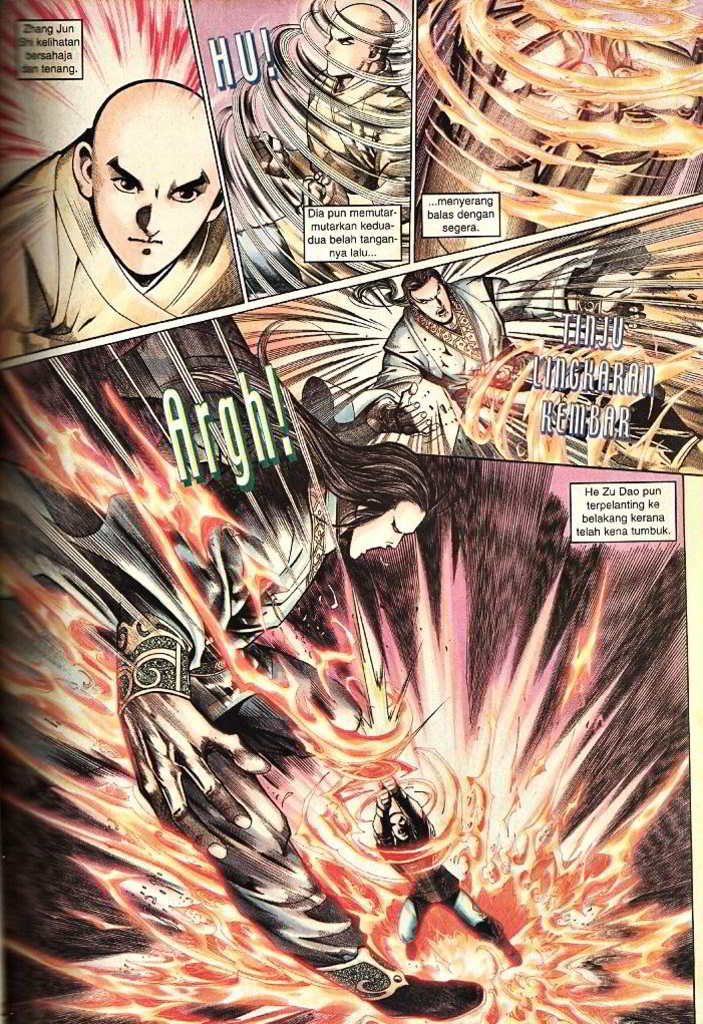 Zhang Jun
Shi kelihatan
bersahaja
dan tenang.
HU!
Dia pun memutar-
mutarkan kedua-
dua belah tangan-
nya lalu...
...menyerang
balas dengan
segera.
TINJU
LINGKARAN
KEMBAR
Argh!
He Zu Dao pun
terpelanting ke
belakang kerana
telah kena tumbuk.